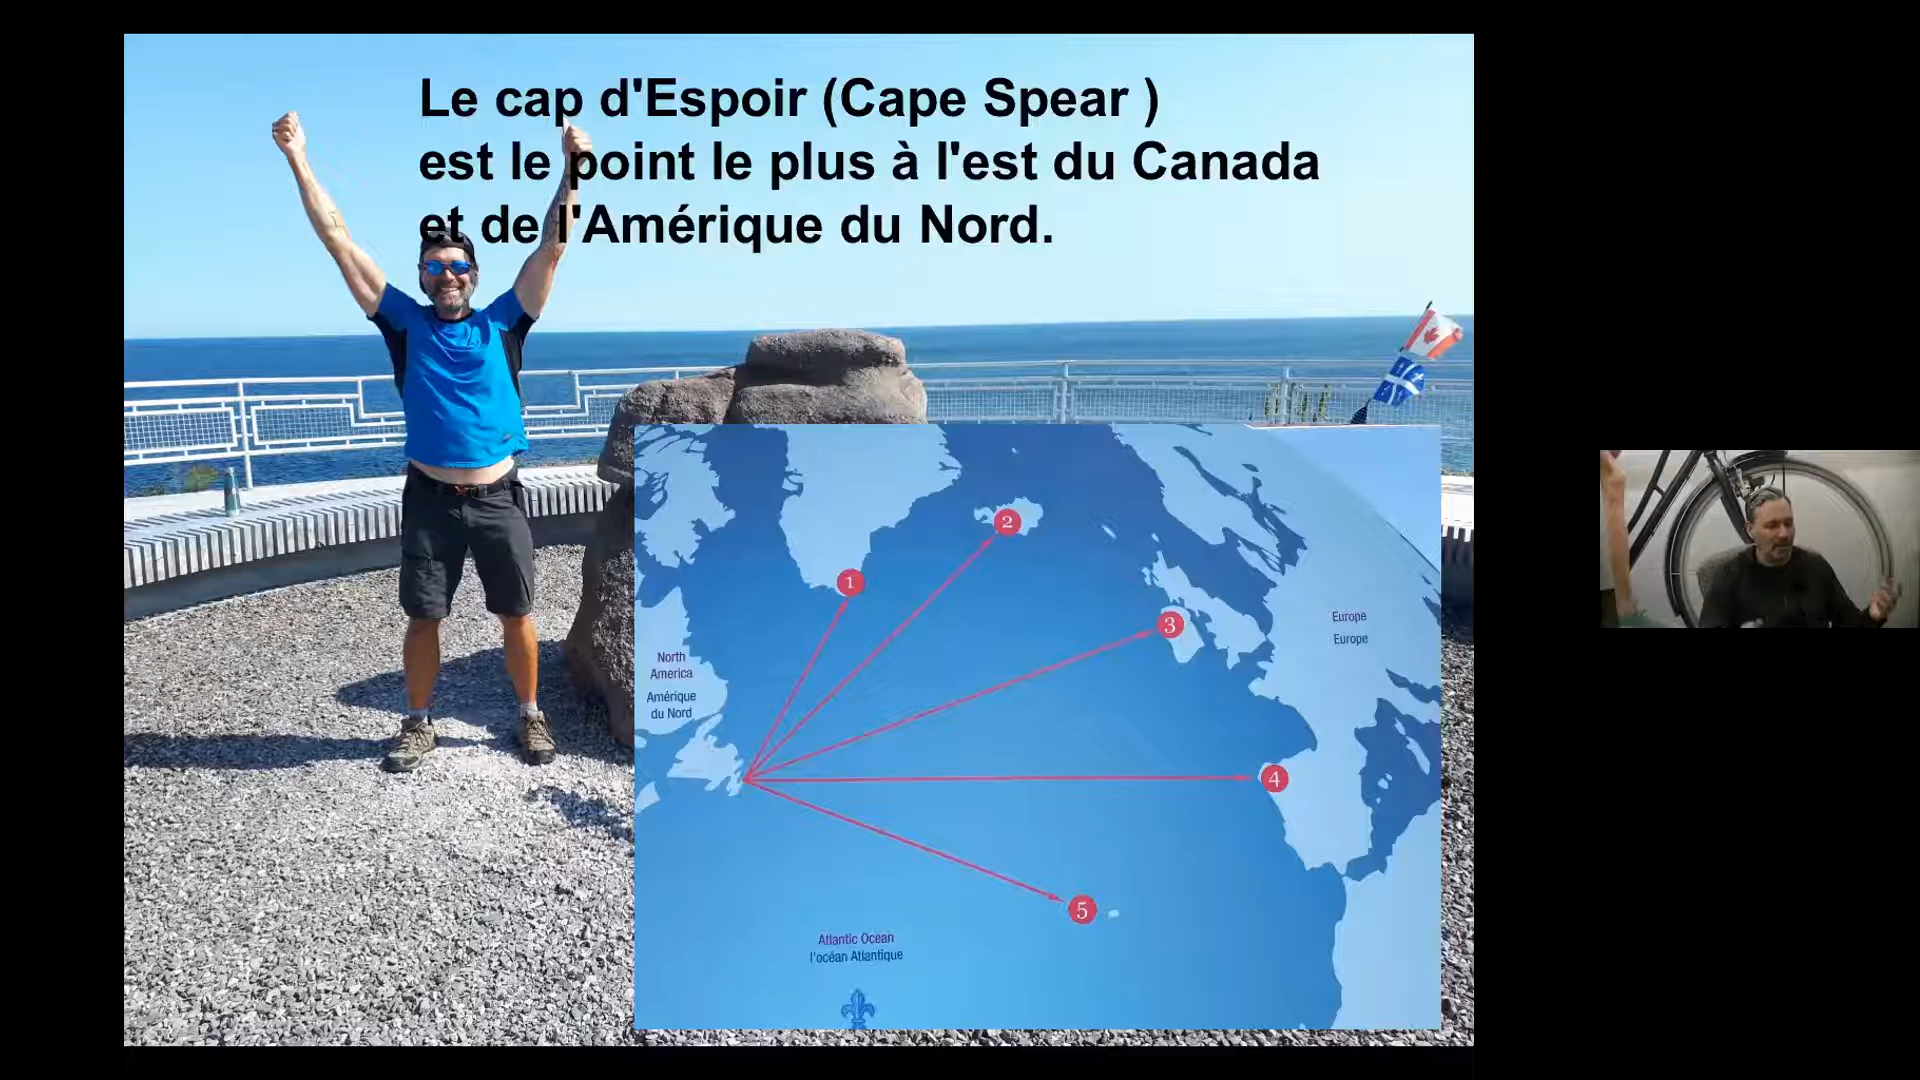 Le cap d'Espoir (Cape Spear )
est le point le plus à l'est du Canada
et de l'Amérique du Nord.
1
2
3
4
5
North
America
Amérique
du Nord
Europe
Europe
Atlantic Ocean
l'océan Atlantique